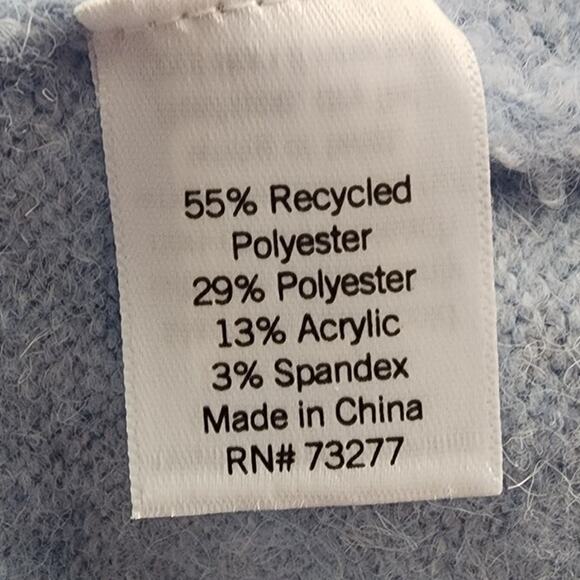 55% Recycled
Polyester
29% Polyester
13% Acrylic
3% Spandex
Made in China
RN# 73277